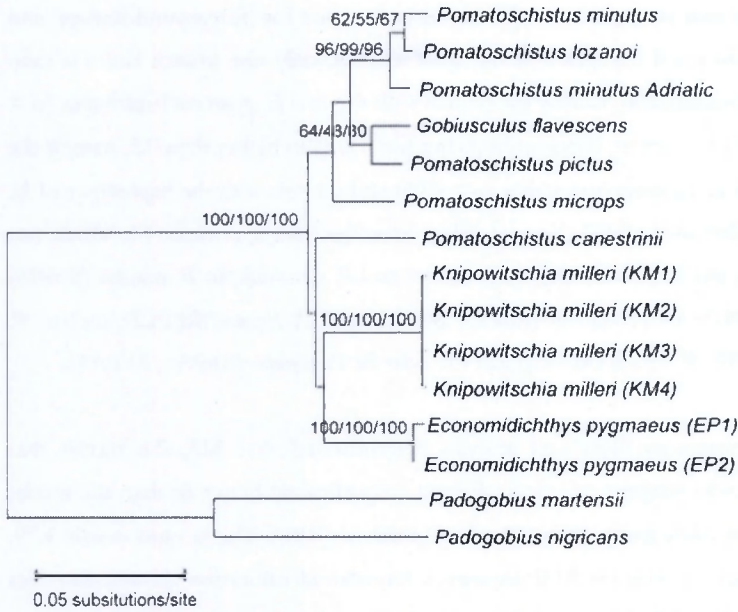 62/55/67
Pomatoschistus minutus
96/99/96
Pomatoschistus lozanoi
Pomatoschistus minutus Adriatic
64/48/80
Gobiusculus flavescens
Pomatoschistus pictus
Pomatoschistus microps
100/100/100
Pomatoschistus canestrinii
Knipowitschia milleri (KM1)
Knipowitschia milleri (KM2)
100/100/100
Knipowitschia milleri (KM3)
Knipowitschia milleri (KM4)
100/100/100
Economidichthys pygmaeus (EP1)
Economidichthys pygmaeus (EP2)
Padogobius martensii
Padogobius nigricans
0.05 subsitutions/site